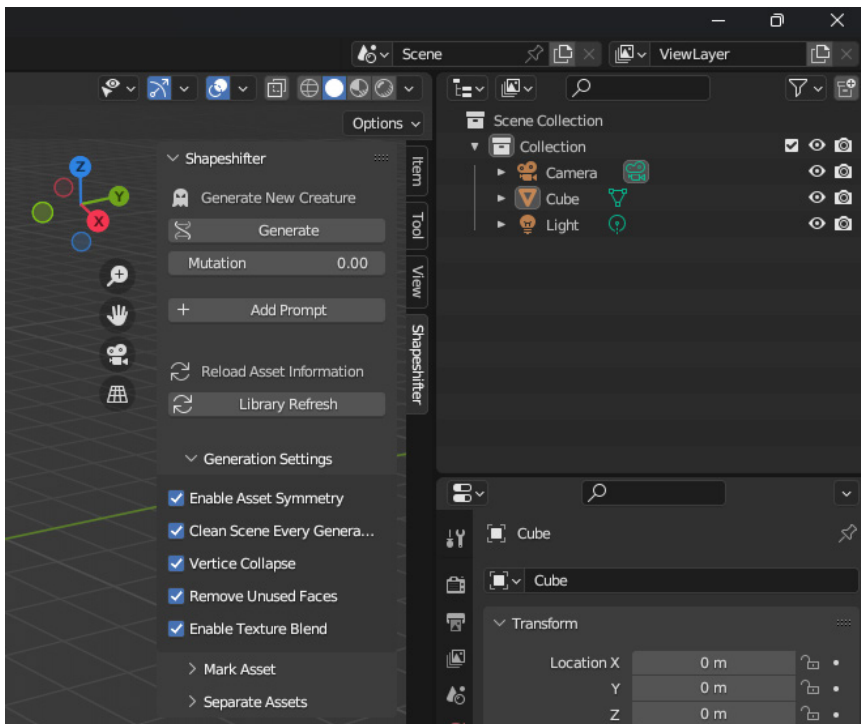 Scene
ViewLayer
Options
Scene Collection
Collection
Camera
Cube
Light
Z
Y
X
Shapeshifter
Generate New Creature
Generate
Mutation 0.00
Add Prompt
Reload Asset Information
Library Refresh
Generation Settings
Enable Asset Symmetry
Clean Scene Every Genera...
Vertice Collapse
Remove Unused Faces
Enable Texture Blend
Mark Asset
Separate Assets
Item
Tool
View
Shapeshifter
Cube
Cube
Transform
Location X 0 m
Y 0 m
Z 0 m